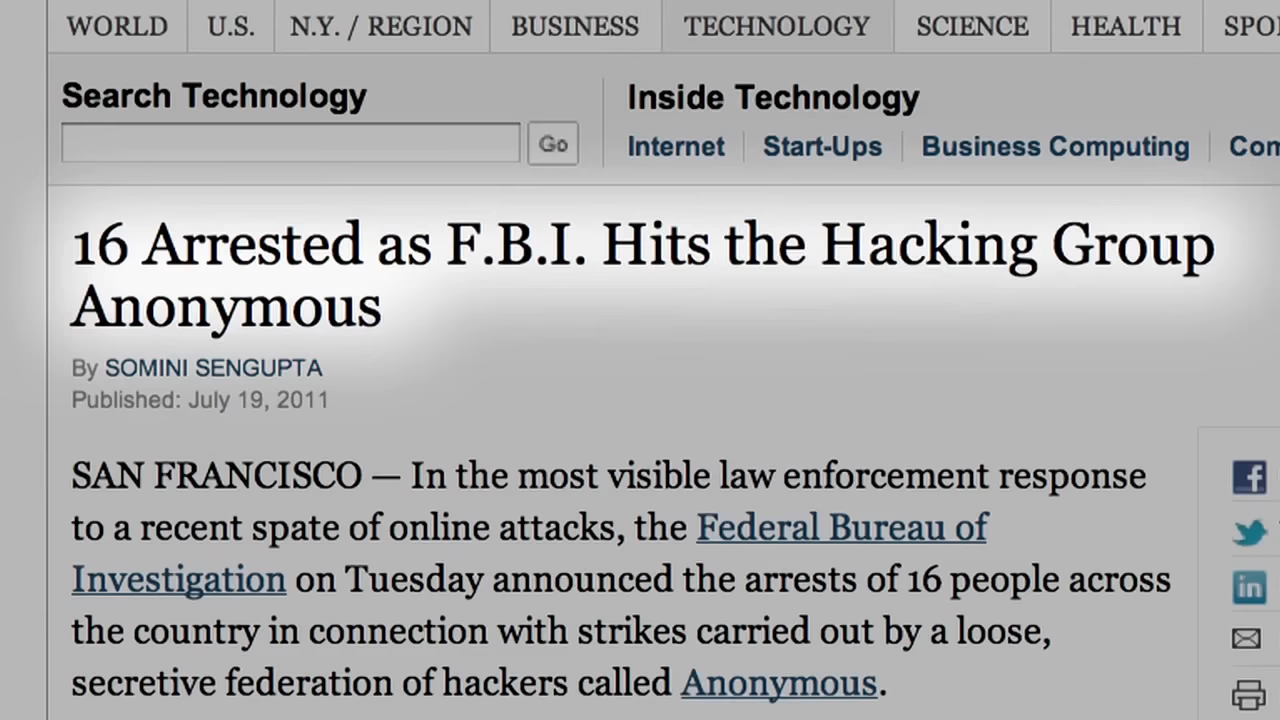 WORLD U.S. N.Y. / REGION BUSINESS TECHNOLOGY SCIENCE HEALTH
Search Technology
Go
Inside Technology
Internet Start-Ups Business Computing
16 Arrested as F.B.I. Hits the Hacking Group
Anonymous
By SOMINI SENGUPTA
Published: July 19, 2011
SAN FRANCISCO — In the most visible law enforcement response
to a recent spate of online attacks, the Federal Bureau of
Investigation on Tuesday announced the arrests of 16 people across
the country in connection with strikes carried out by a loose,
secretive federation of hackers called Anonymous.